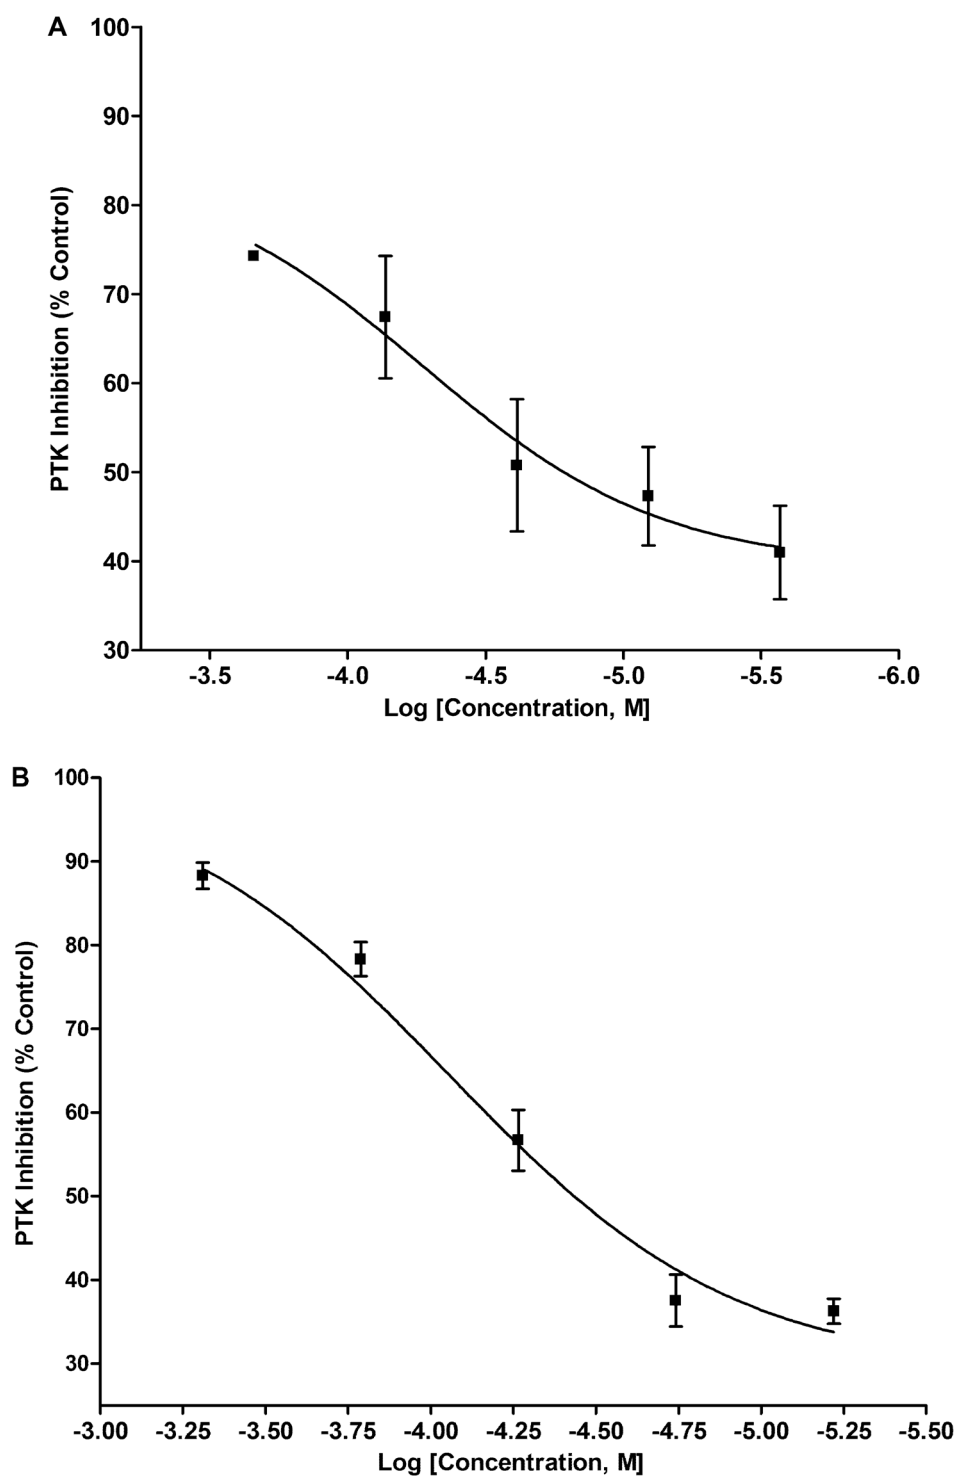 A
100
90
80
70
60
50
40
30
PTK Inhibition (% Control)
-3.5 -4.0 -4.5 -5.0 -5.5 -6.0
Log [Concentration, M]
B
100
90
80
70
60
50
40
30
PTK Inhibition (% Control)
-3.00 -3.25 -3.50 -3.75 -4.00 -4.25 -4.50 -4.75 -5.00 -5.25 -5.50
Log [Concentration, M]